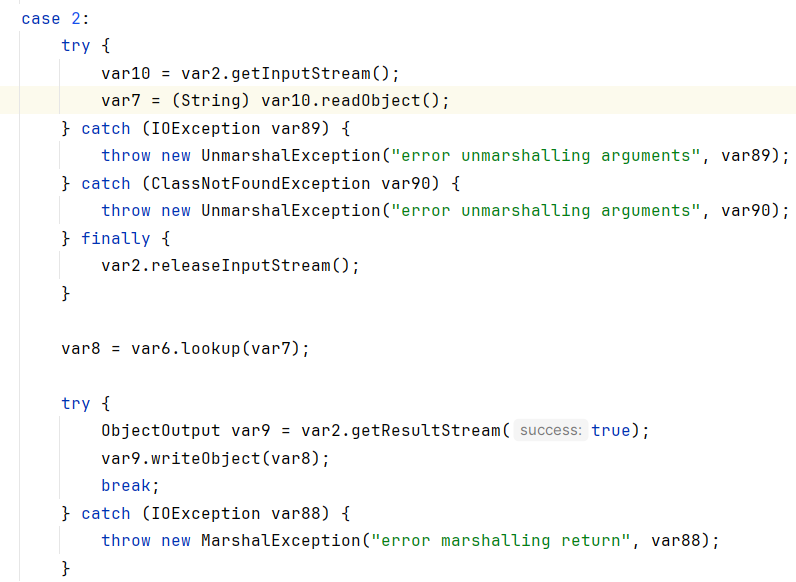 case 2:
try {
var10 = var2.getInputStream();
var7 = (String) var10.readObject();
} catch (IOException var89) {
throw new UnmarshalException("error unmarshalling arguments", var89);
} catch (ClassNotFoundException var90) {
throw new UnmarshalException("error unmarshalling arguments", var90);
} finally {
var2.releaseInputStream();
}
var8 = var6.lookup(var7);
try {
ObjectOutput var9 = var2.getResultStream( success: true);
var9.writeObject(var8);
break;
} catch (IOException var88) {
throw new MarshalException("error marshalling return", var88);
}